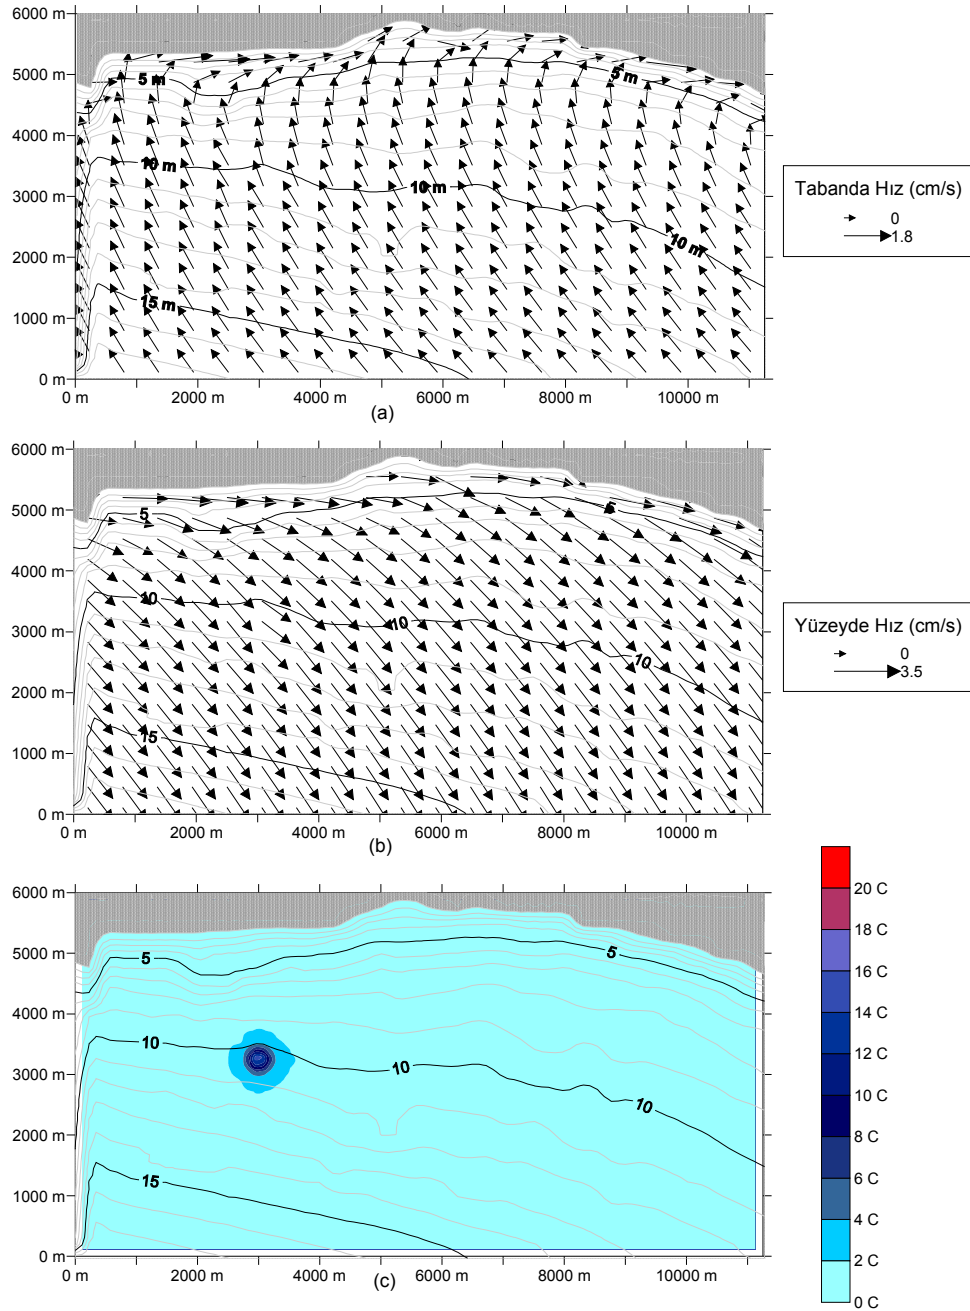 6000 m
5000 m
4000 m
3000 m
2000 m
1000 m
0 m
5 m
5 m
10 m
10 m
10 m
15 m
0 m 2000 m 4000 m 6000 m 8000 m 10000 m
(a)
Tabanda Hız (cm/s)
0
1.8
6000 m
5000 m
4000 m
3000 m
2000 m
1000 m
0 m
5
5
10
10
10
15
0 m 2000 m 4000 m 6000 m 8000 m 10000 m
(b)
Yüzeyde Hız (cm/s)
0
3.5
6000 m
5000 m
4000 m
3000 m
2000 m
1000 m
0 m
5
5
10
10
10
15
0 m 2000 m 4000 m 6000 m 8000 m 10000 m
(c)
20 C
18 C
16 C
14 C
12 C
10 C
8 C
6 C
4 C
2 C
0 C